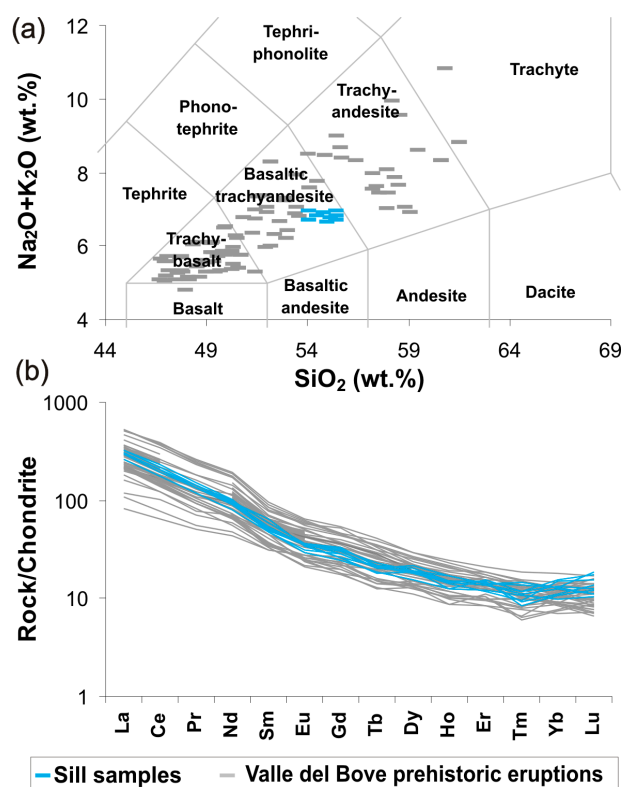 (a)
Na₂O+K₂O (wt.%)
12
10
8
6
4
Tephri-
phonolite
Trachyte
Trachy-
andesite
Phono-
tephrite
Basaltic
trachyandesite
Tephrite
Trachy-
basalt
Basalt
Basaltic
andesite
Andesite
Dacite
44 49 54 59 64 69
SiO₂ (wt.%)
(b)
Rock/Chondrite
1000
100
10
1
La Ce Pr Nd Sm Eu Gd Tb Dy Ho Er Tm Yb Lu
Sill samples Valle del Bove prehistoric eruptions